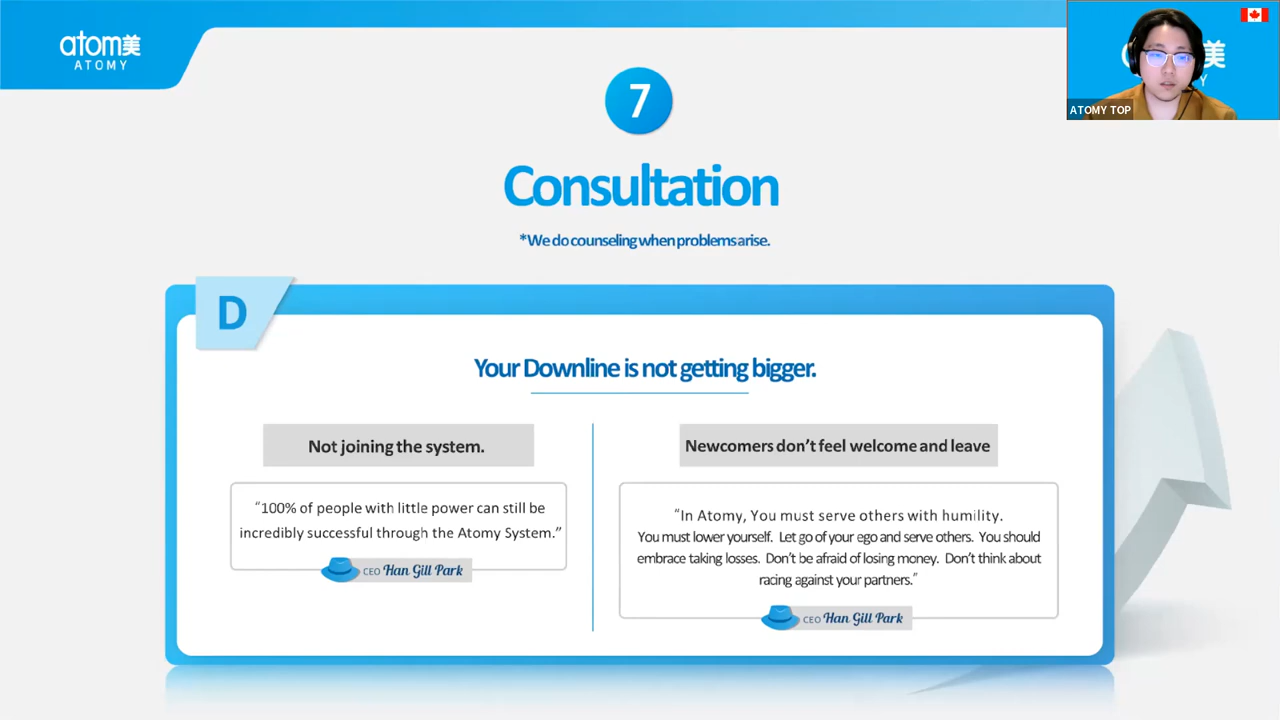 atom美
ATOMY
美
Y
ATOMY TOP
7
Consultation
*We do counseling when problems arise.
D
Your Downline is not getting bigger.
Not joining the system.
“100% of people with little power can still be
incredibly successful through the Atomy System.”
CEO Han Gill Park
Newcomers don’t feel welcome and leave
“In Atomy, You must serve others with humility.
You must lower yourself. Let go of your ego and serve others. You should
embrace taking losses. Don’t be afraid of losing money. Don’t think about
racing against your partners.”
CEO Han Gill Park